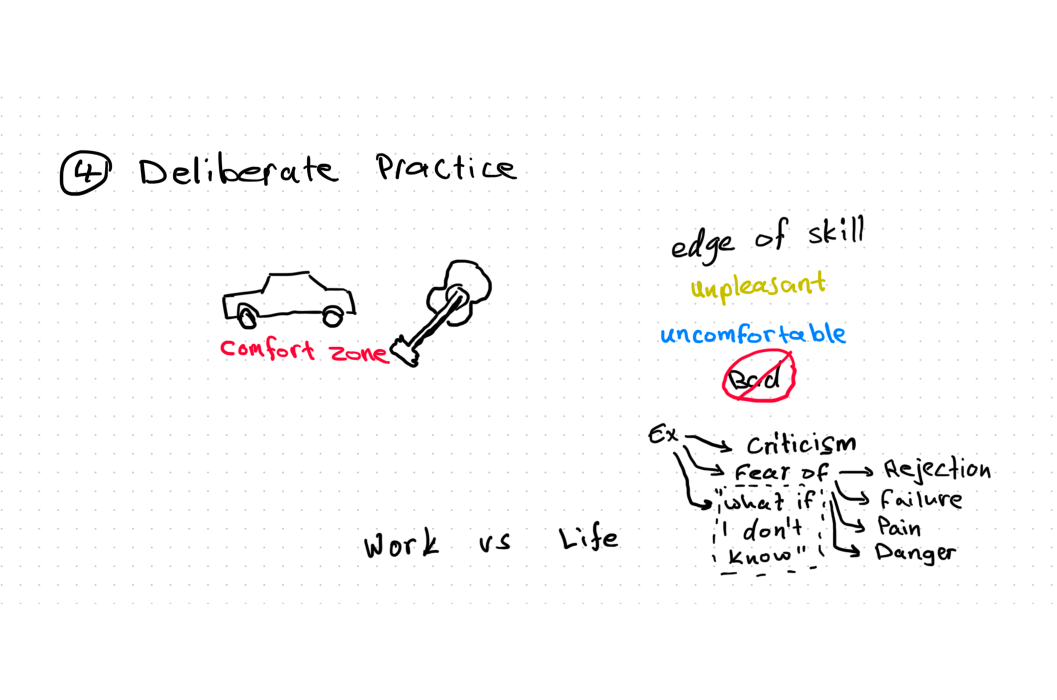 4 Deliberate Practice
comfort zone
edge of skill
unpleasant
uncomfortable
Bad
Ex
Criticism
Fear of
Rejection
Failure
Pain
Danger
"what if
I don't
know"
Work vs Life